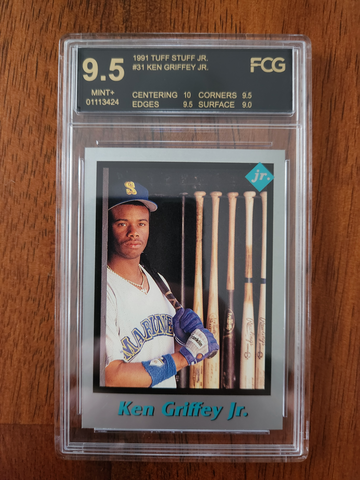 9.5
MINT+
01113424
1991 TUFF STUFF JR.
#31 KEN GRIFFEY JR.
CENTERING 10 CORNERS 9.5
EDGES 9.5 SURFACE 9.0
FCG
jr.
S
MARINE
Ken Griffey Jr.